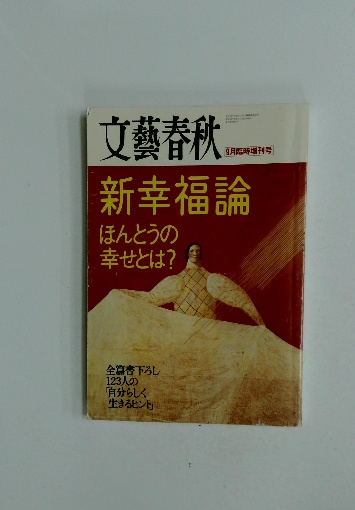 文藝春秋
9月臨時増刊号
新幸福論
ほんとうの
幸せとは?
全篇書下ろし
123人の
「自分らしく
生きるヒント」